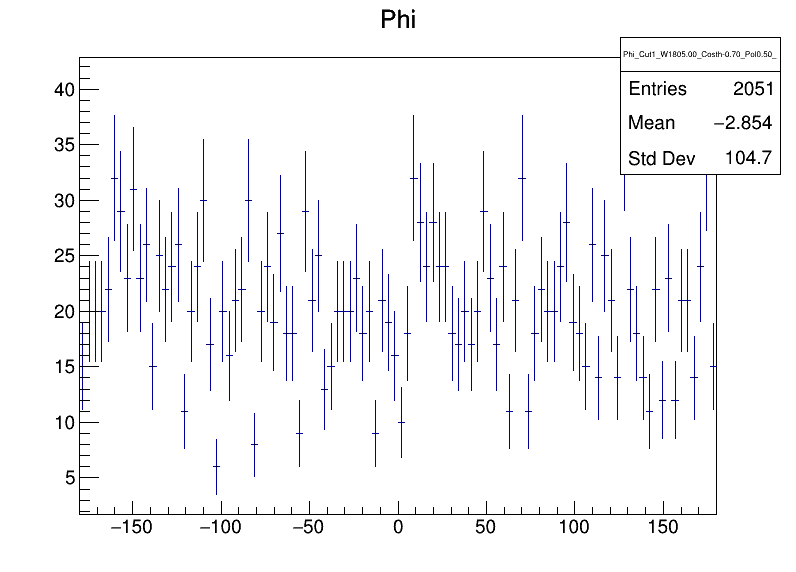 Phi
Phi_Cut1_W1805.00_Costh-0.70_Pol0.50_
Entries 2051
Mean −2.854
Std Dev 104.7
40
35
30
25
20
15
10
5
−150 −100 −50 0 50 100 150